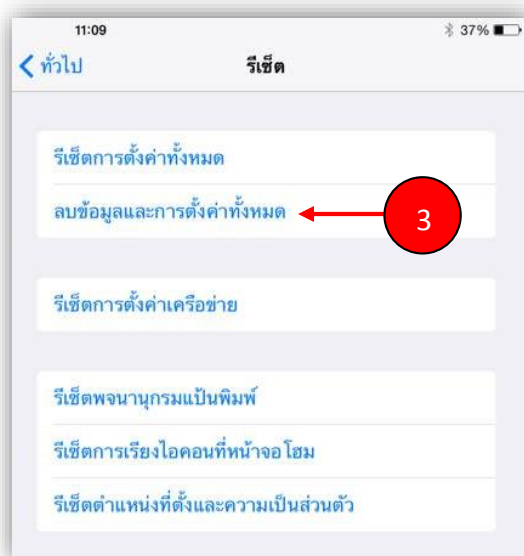 11:09 37%
ทั่วไป รีเซ็ต
รีเซ็ตการตั้งค่าทั้งหมด
ลบข้อมูลและการตั้งค่าทั้งหมด 3
รีเซ็ตการตั้งค่าเครือข่าย
รีเซ็ตพจนานุกรมแป้นพิมพ์
รีเซ็ตการเรียงไอคอนที่หน้าจอโฮม
รีเซ็ตตำแหน่งที่ตั้งและความเป็นส่วนตัว